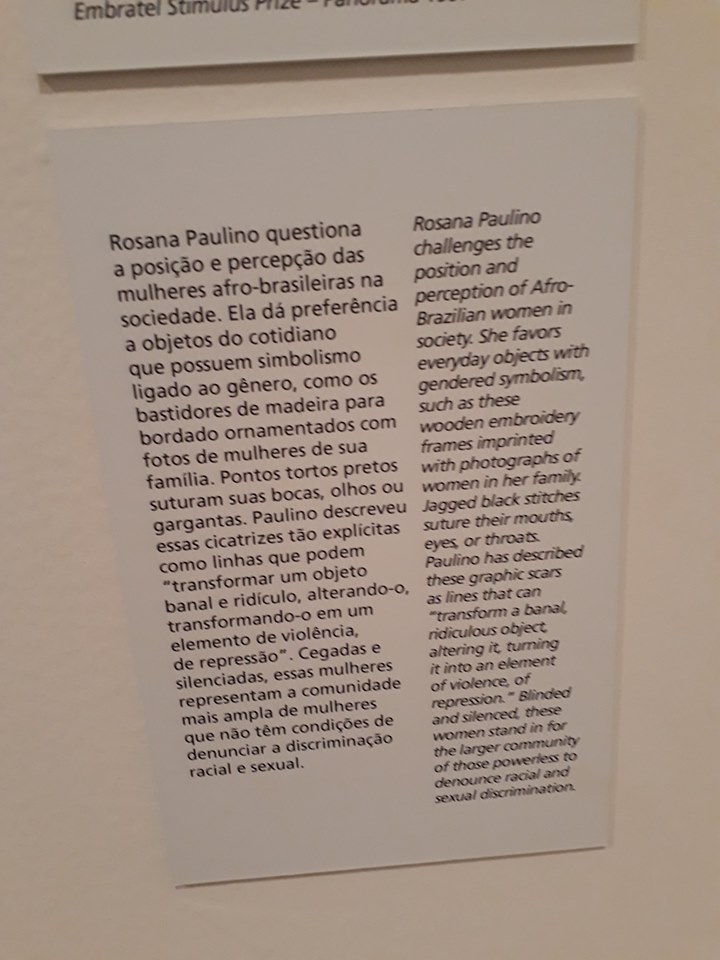 Embratel Stimulus Prize – Panorama
Rosana Paulino questiona
a posição e percepção das
mulheres afro-brasileiras na
sociedade. Ela dá preferência
a objetos do cotidiano
que possuem simbolismo
ligado ao gênero, como os
bastidores de madeira para
bordado ornamentados com
fotos de mulheres de sua
família. Pontos tortos pretos
suturam suas bocas, olhos ou
gargantas. Paulino descreveu
essas cicatrizes tão explícitas
como linhas que podem
“transformar um objeto
banal e ridículo, alterando-o,
transformando-o em um
elemento de violência,
de repressão”. Cegadas e
silenciadas, essas mulheres
representam a comunidade
mais ampla de mulheres
que não têm condições de
denunciar a discriminação
racial e sexual.
Rosana Paulino
challenges the
position and
perception of Afro-
Brazilian women in
society. She favors
everyday objects with
gendered symbolism,
such as these
wooden embroidery
frames imprinted
with photographs of
women in her family.
Jagged black stitches
suture their mouths,
eyes, or throats.
Paulino has described
these graphic scars
as lines that can
“transform a banal,
ridiculous object,
altering it, turning
it into an element
of violence, of
repression.” Blinded
and silenced, these
women stand in for
the larger community
of those powerless to
denounce racial and
sexual discrimination.